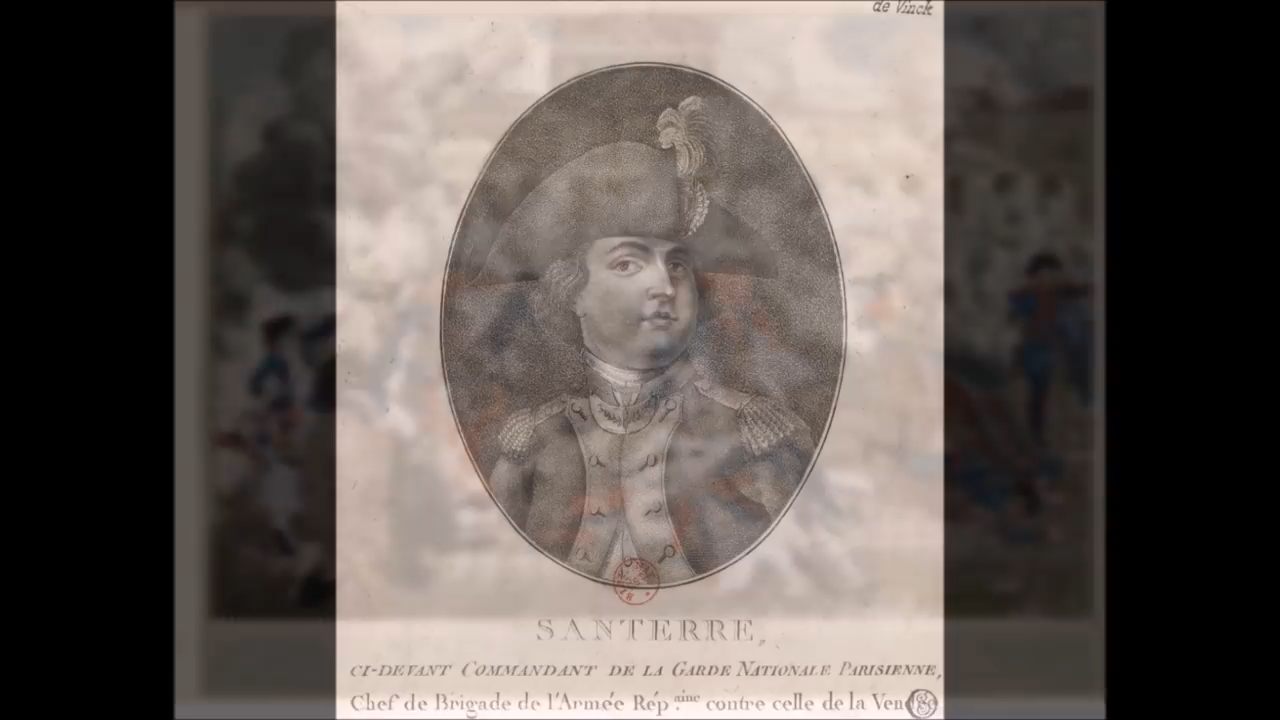 de Vinck
SANTERRE,
CI-DEVANT COMMANDANT DE LA GARDE NATIONALE PARISIENNE,
Chef de Brigade de l'Armée Rép.aine contre celle de la Vendée